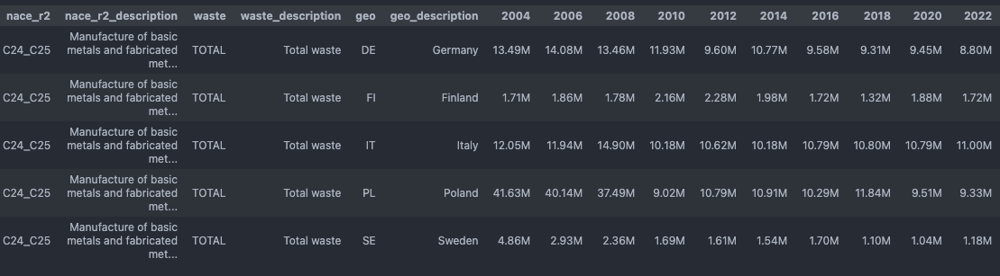 nace_r2 nace_r2_description waste waste_description geo geo_description 2004 2006 2008 2010 2012 2014 2016 2018 2020 2022
Manufacture of basic
C24_C25 metals and fabricated TOTAL Total waste DE Germany 13.49M 14.08M 13.46M 11.93M 9.60M 10.77M 9.58M 9.31M 9.45M 8.80M
met...
Manufacture of basic
C24_C25 metals and fabricated TOTAL Total waste FI Finland 1.71M 1.86M 1.78M 2.16M 2.28M 1.98M 1.72M 1.32M 1.88M 1.72M
met...
Manufacture of basic
C24_C25 metals and fabricated TOTAL Total waste IT Italy 12.05M 11.94M 14.90M 10.18M 10.62M 10.18M 10.79M 10.80M 10.79M 11.00M
met...
Manufacture of basic
C24_C25 metals and fabricated TOTAL Total waste PL Poland 41.63M 40.14M 37.49M 9.02M 10.79M 10.91M 10.29M 11.84M 9.51M 9.33M
met...
Manufacture of basic
C24_C25 metals and fabricated TOTAL Total waste SE Sweden 4.86M 2.93M 2.36M 1.69M 1.61M 1.54M 1.70M 1.10M 1.04M 1.18M
met...